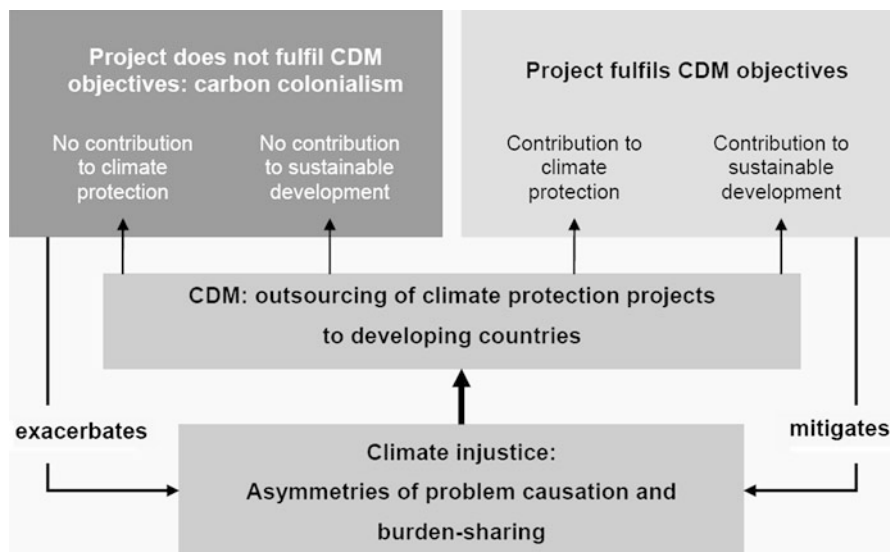 Project does not fulfil CDM
objectives: carbon colonialism
No contribution
to climate
protection
No contribution
to sustainable
development
Project fulfils CDM objectives
Contribution to
climate
protection
Contribution to
sustainable
development
CDM: outsourcing of climate protection projects
to developing countries
exacerbates
mitigates
Climate injustice:
Asymmetries of problem causation and
burden-sharing